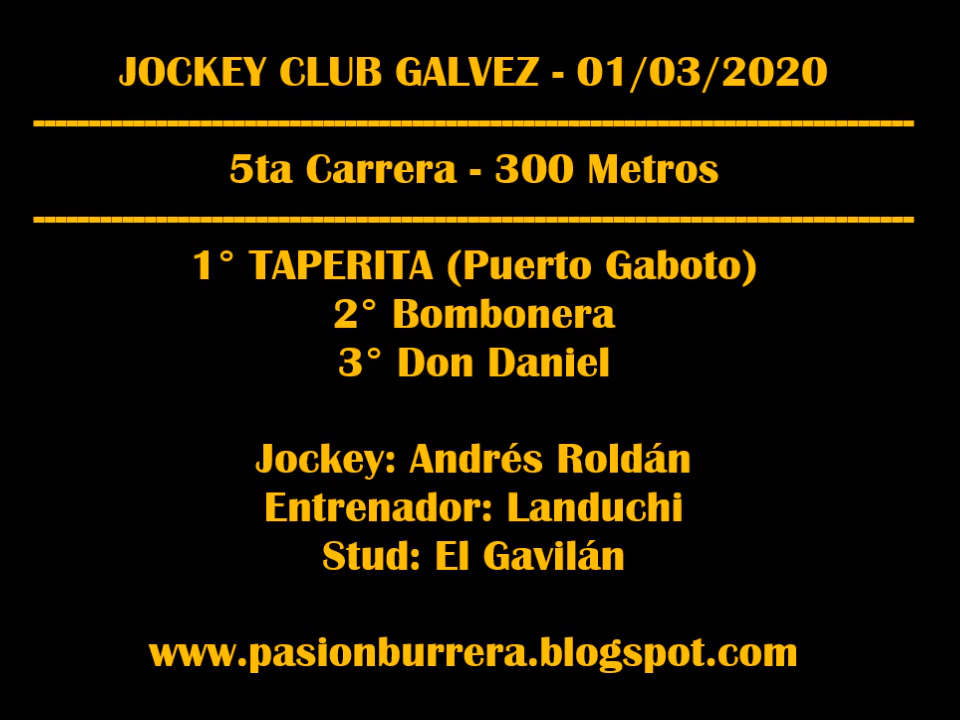 JOCKEY CLUB GALVEZ - 01/03/2020
--------------------------------------------------------------------------------
5ta Carrera - 300 Metros
--------------------------------------------------------------------------------
1° TAPERITA (Puerto Gaboto)
2° Bombonera
3° Don Daniel
Jockey: Andrés Roldán
Entrenador: Landuchi
Stud: El Gavilán
www.pasionburrera.blogspot.com